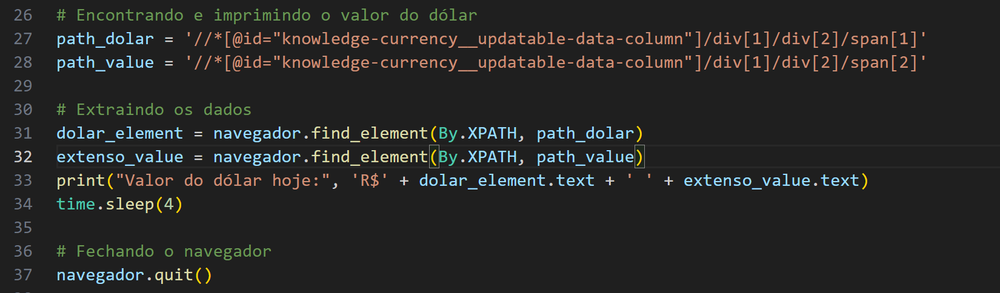 26 # Encontrando e imprimindo o valor do dólar
27 path_dolar = '//*[@id="knowledge-currency__updatable-data-column"]/div[1]/div[2]/span[1]'
28 path_value = '//*[@id="knowledge-currency__updatable-data-column"]/div[1]/div[2]/span[2]'
29
30 # Extraindo os dados
31 dolar_element = navegador.find_element(By.XPATH, path_dolar)
32 extenso_value = navegador.find_element(By.XPATH, path_value)
33 print("Valor do dólar hoje:", 'R$' + dolar_element.text + ' ' + extenso_value.text)
34 time.sleep(4)
35
36 # Fechando o navegador
37 navegador.quit()